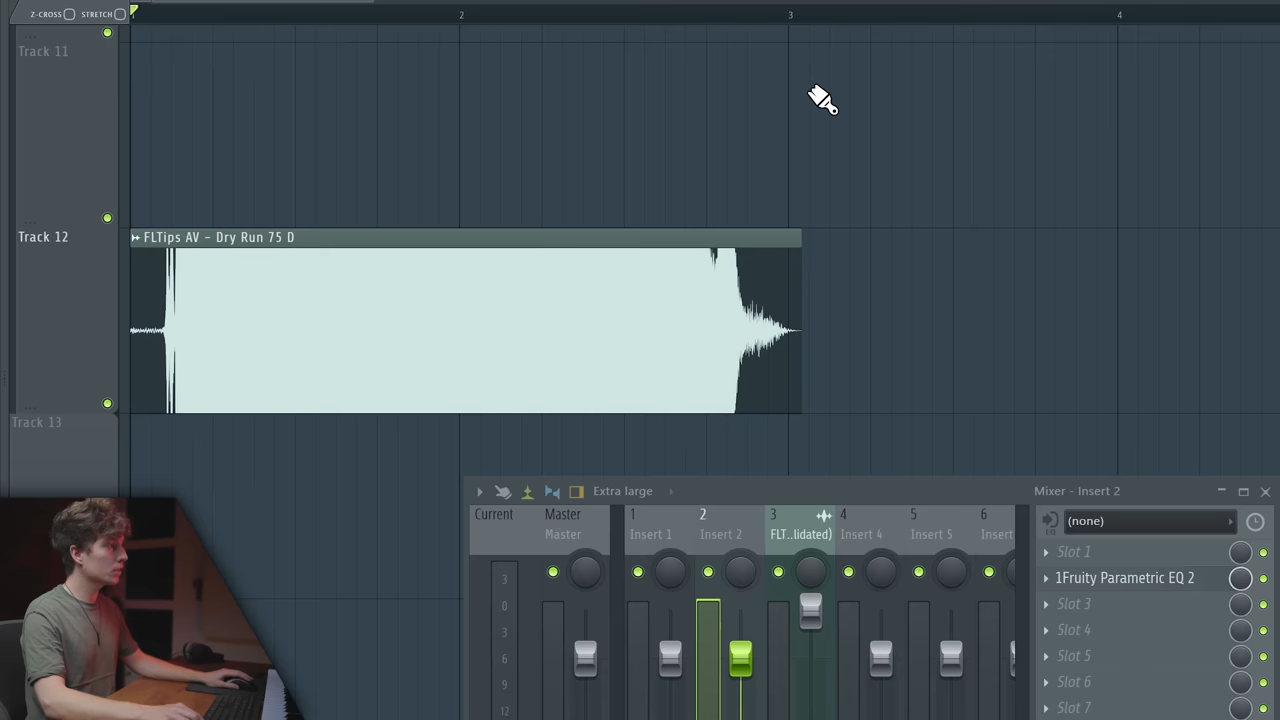 Z-CROSS STRETCH
1 2 3 4
Track 11
Track 12
FLTips AV - Dry Run 75 D
Track 13
Extra large
Mixer - Insert 2
Current Master 1 2 3 4 5 6
Master Insert 1 Insert 2 FLT..lidated) Insert 4 Insert 5 Insert
(none)
Slot 1
1Fruity Parametric EQ 2
Slot 3
Slot 4
Slot 5
Slot 6
Slot 7
3
0
3
6
9
12